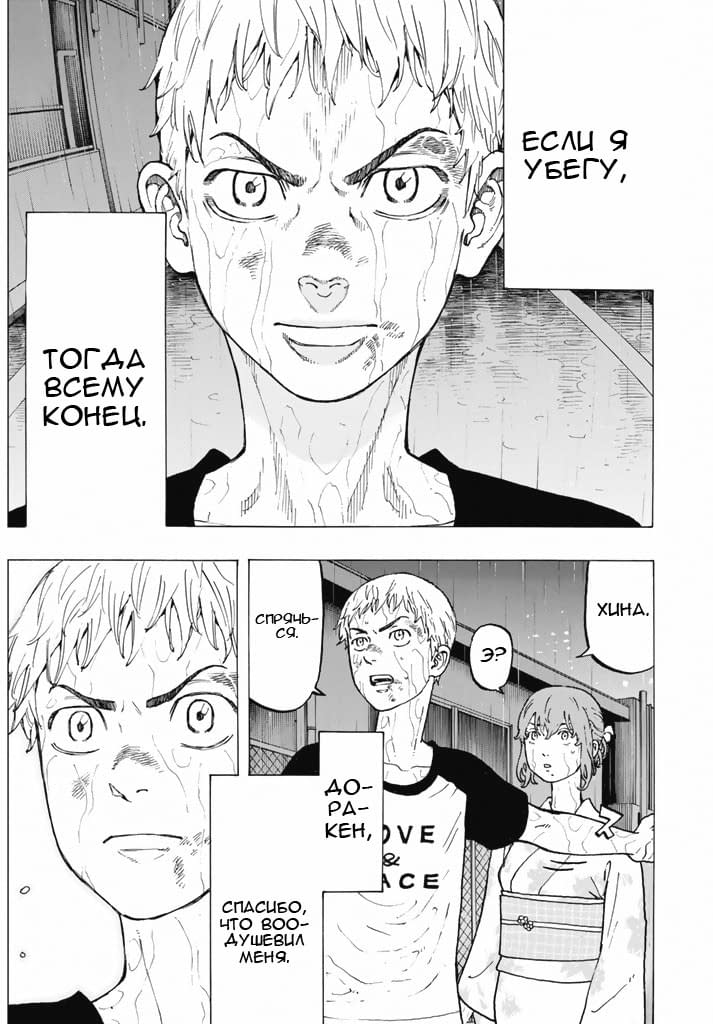 ЕСЛИ Я
УБЕГУ,
ТОГДА
ВСЕМУ
КОНЕЦ.
ХИНА.
Э?
СПРЯЧЬ-
СЯ.
ДО-
РА-
КЕН,
СПАСИБО,
ЧТО ВОО-
ДУШЕВИЛ
МЕНЯ.
OVE
&
ACE